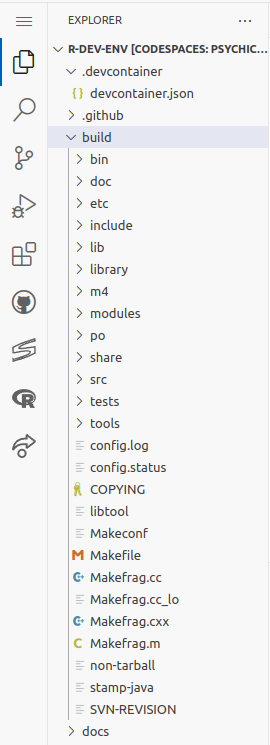 EXPLORER
R-DEV-ENV [CODESPACES: PSYCHIC...
.devcontainer
devcontainer.json
.github
build
bin
doc
etc
include
lib
library
m4
modules
po
share
src
tests
tools
config.log
config.status
COPYING
libtool
Makeconf
Makefile
Makefrag.cc
Makefrag.cc_lo
Makefrag.cxx
Makefrag.m
non-tarball
stamp-java
SVN-REVISION
docs